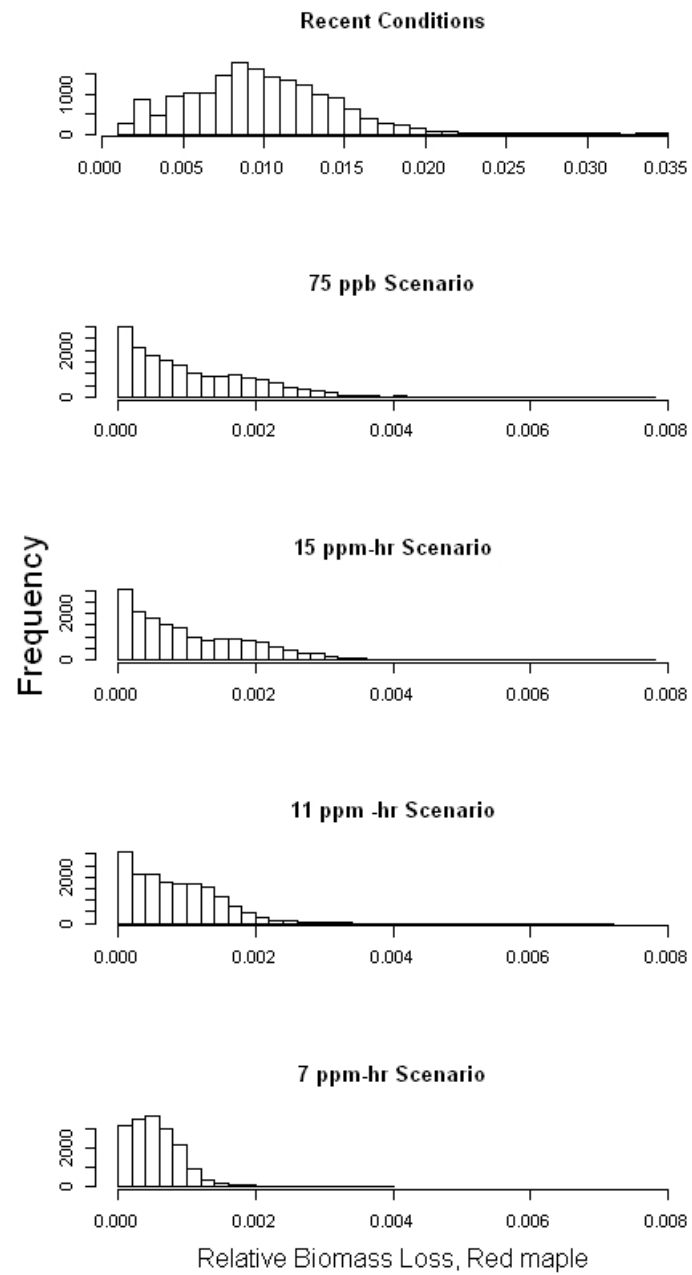 Recent Conditions
1000
0
0.000 0.005 0.010 0.015 0.020 0.025 0.030 0.035
75 ppb Scenario
2000
0
0.000 0.002 0.004 0.006 0.008
15 ppm-hr Scenario
2000
0
0.000 0.002 0.004 0.006 0.008
Frequency
11 ppm -hr Scenario
2000
0
0.000 0.002 0.004 0.006 0.008
7 ppm-hr Scenario
2000
0
0.000 0.002 0.004 0.006 0.008
Relative Biomass Loss, Red maple